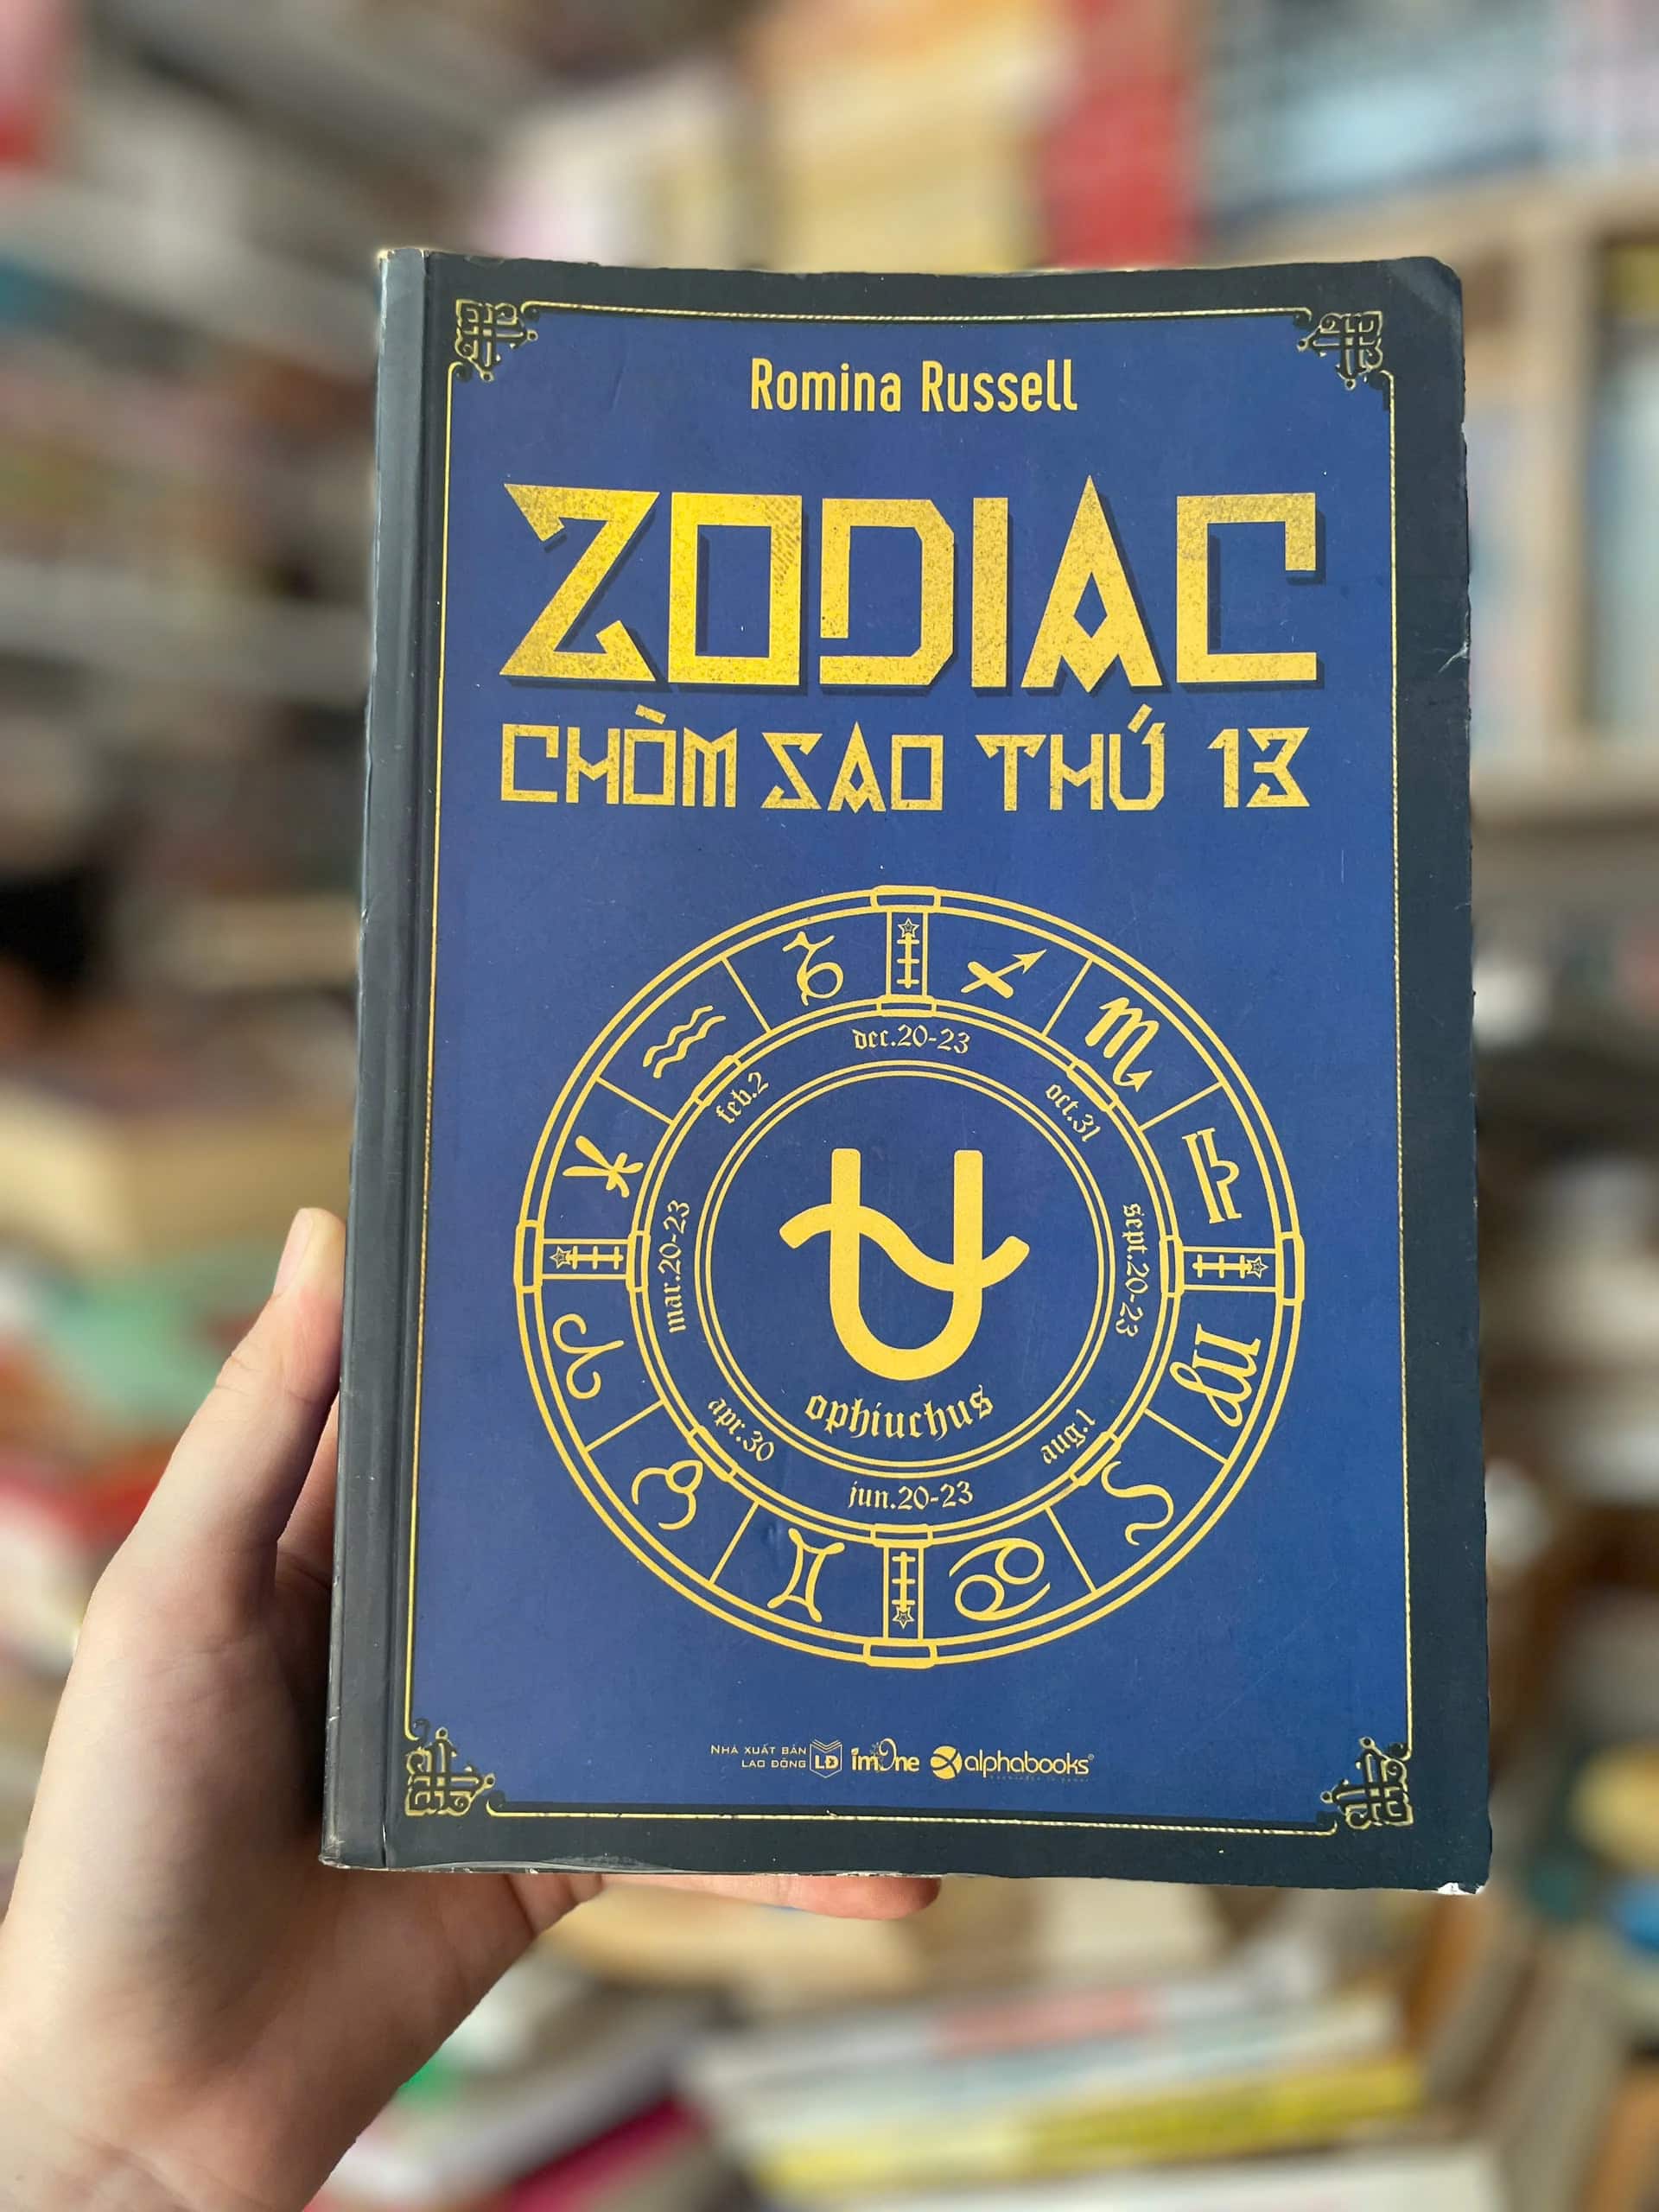 Romina Russell
ZODIAC
CHÒM SAO THỨ 13
dec.20-23
feb.2
oct.31
mar.20-23
sept.20-23
ophiuchus
apr.30
aug.1
jun.20-23
NHÀ XUẤT BẢN
LAO ĐỘNG LĐ im9ne alphabooks®